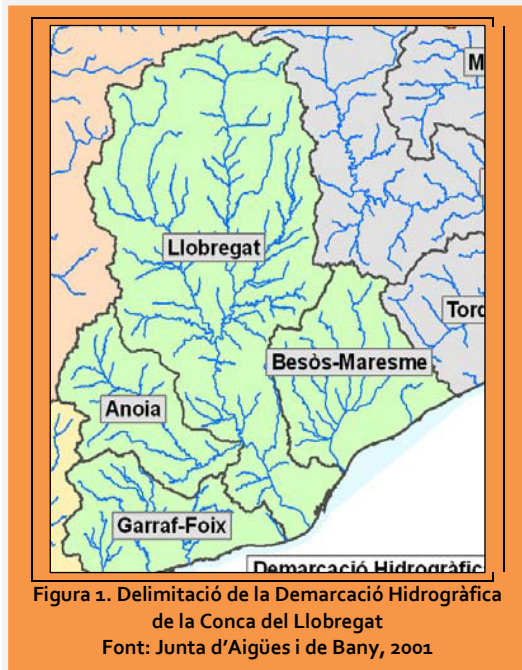 M
Llobregat
Torc
Besòs-Maresme
Anoia
Garraf-Foix
Demarcació Hidrogràfic
Figura 1. Delimitació de la Demarcació Hidrogràfica
de la Conca del Llobregat
Font: Junta d'Aigües i de Bany, 2001